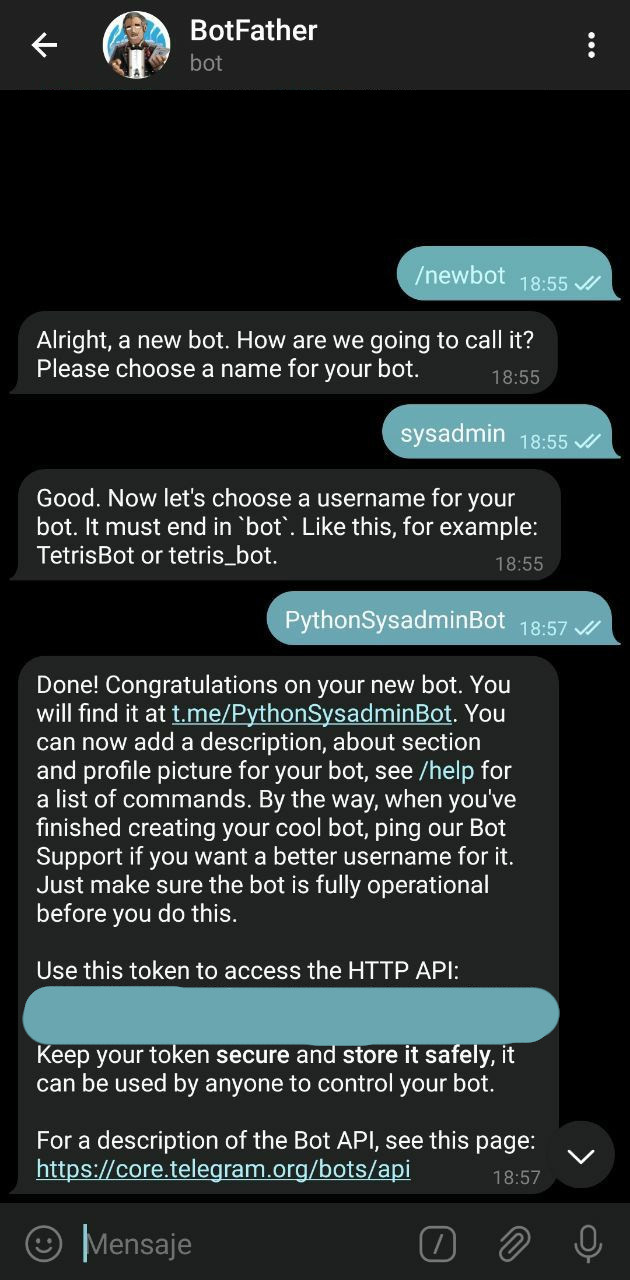 BotFather
bot
/newbot 18:55
Alright, a new bot. How are we going to call it?
Please choose a name for your bot. 18:55
sysadmin 18:55
Good. Now let's choose a username for your
bot. It must end in `bot`. Like this, for example:
TetrisBot or tetris_bot. 18:55
PythonSysadminBot 18:57
Done! Congratulations on your new bot. You
will find it at t.me/PythonSysadminBot. You
can now add a description, about section
and profile picture for your bot, see /help for
a list of commands. By the way, when you've
finished creating your cool bot, ping our Bot
Support if you want a better username for it.
Just make sure the bot is fully operational
before you do this.
Use this token to access the HTTP API:
Keep your token secure and store it safely, it
can be used by anyone to control your bot.
For a description of the Bot API, see this page:
https://core.telegram.org/bots/api 18:57
Mensaje